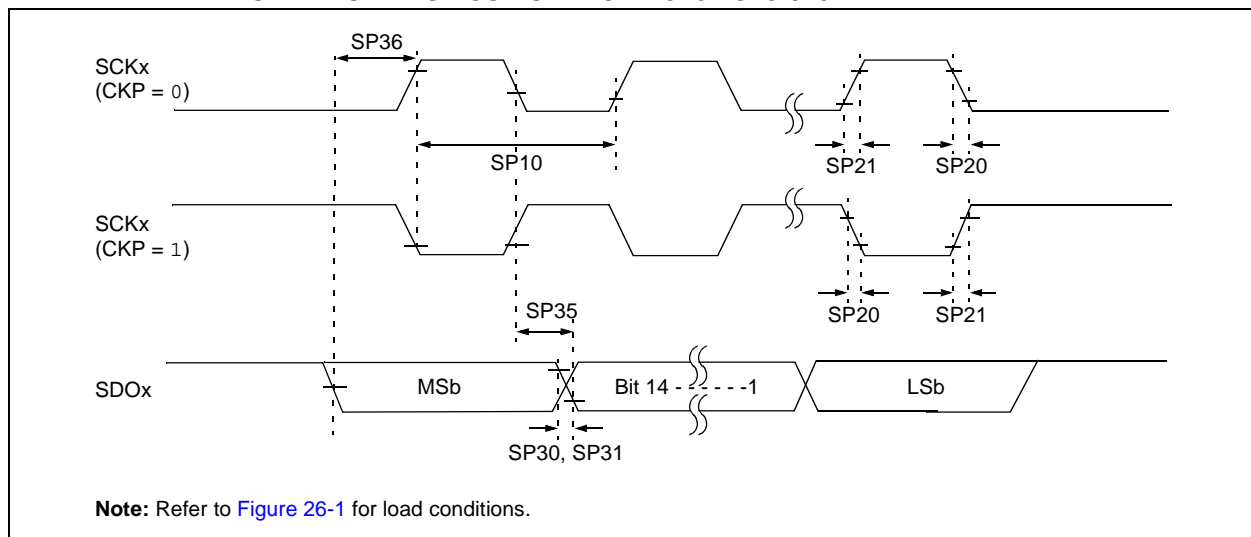 SP36
SCKx
(CKP = 0)
SP10
SP21
SP20
SCKx
(CKP = 1)
SP35
SP20
SP21
SDOx
MSb
Bit 14 - - - - - - -1
LSb
SP30, SP31
Note: Refer to Figure 26-1 for load conditions.